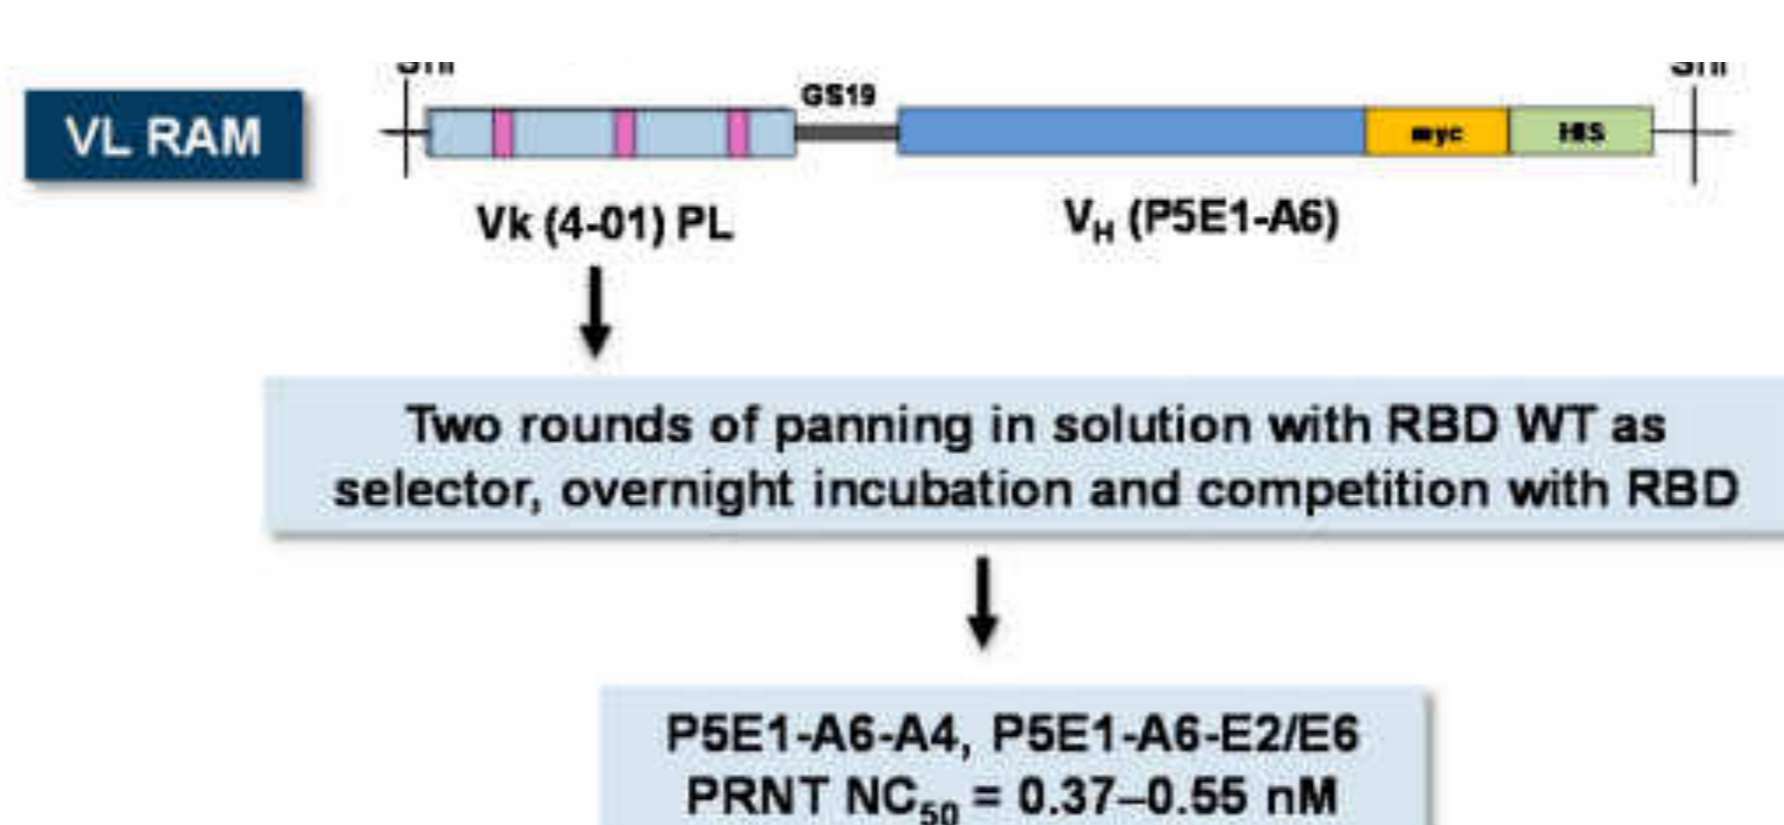 GS19
VL RAM
myc
HIS
Vk (4-01) PL
VH (P5E1-A6)
Two rounds of panning in solution with RBD WT as
selector, overnight incubation and competition with RBD
P5E1-A6-A4, P5E1-A6-E2/E6
PRNT NC50 = 0.37–0.55 nM